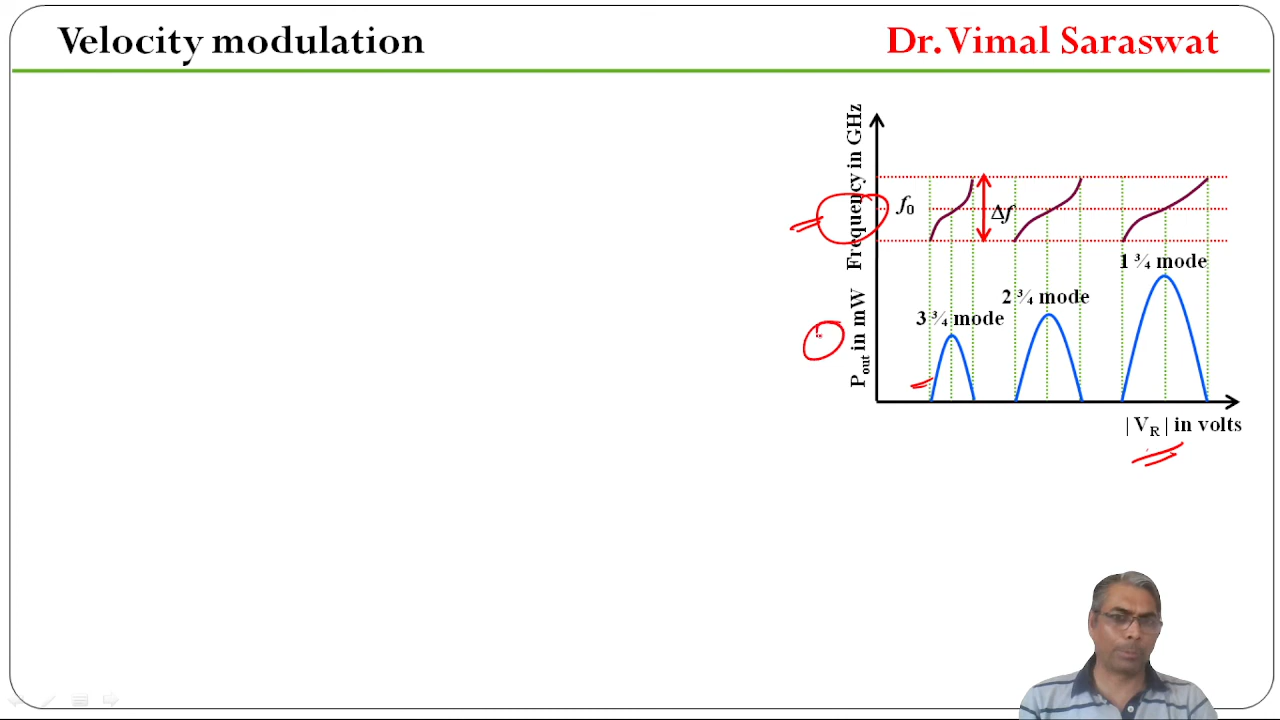 Velocity modulation
Dr. Vimal Saraswat
Frequency in GHz
f₀
Δf
1 ¾ mode
2 ¾ mode
3 ¾ mode
Pout in mW
|VR| in volts